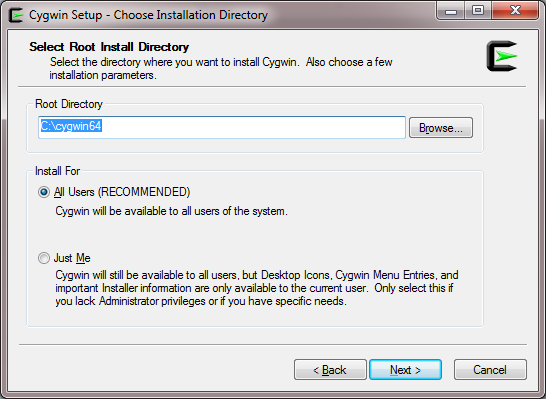 Cygwin Setup - Choose Installation Directory
Select Root Install Directory
Select the directory where you want to install Cygwin. Also choose a few
installation parameters.
Root Directory
C:\cygwin64
Browse...
Install For
All Users (RECOMMENDED)
Cygwin will be available to all users of the system.
Just Me
Cygwin will still be available to all users, but Desktop Icons, Cygwin Menu Entries, and
important Installer information are only available to the current user. Only select this if
you lack Administrator privileges or if you have specific needs.
< Back
Next >
Cancel